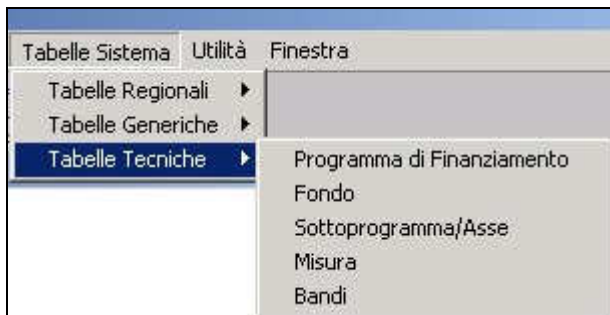 Tabelle Sistema Utilità Finestra
Tabelle Regionali
Tabelle Generiche
Tabelle Tecniche
Programma di Finanziamento
Fondo
Sottoprogramma/Asse
Misura
Bandi